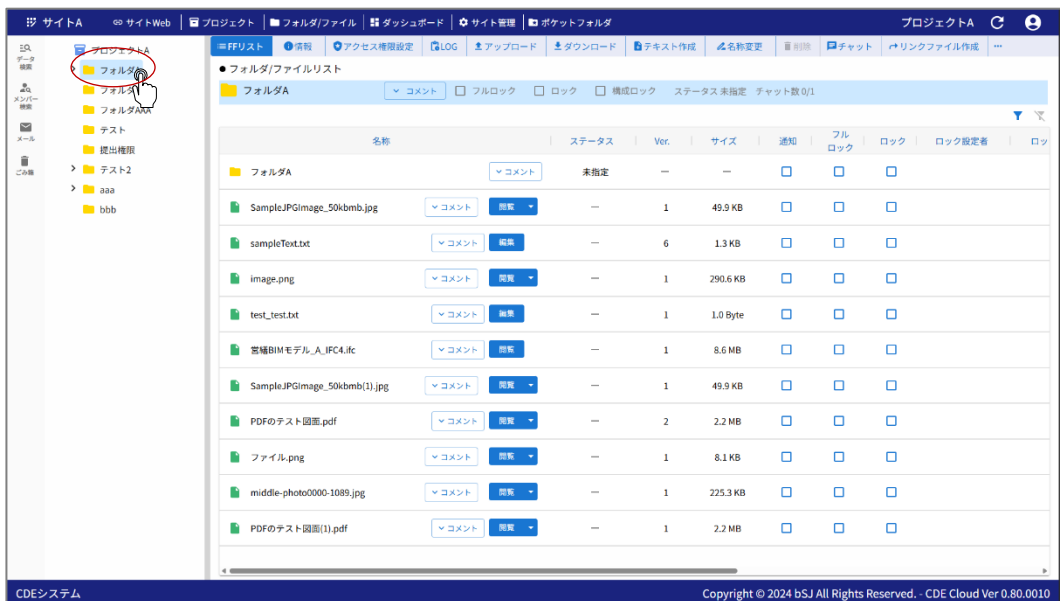 サイトA サイトWeb プロジェクト フォルダ/ファイル ダッシュボード サイト管理 ポケットフォルダ プロジェクトA
データ検索
メンバー検索
メール
ごみ箱
プロジェクトA
フォルダ
フォルダ
フォルダAAA
テスト
提出権限
テスト2
aaa
bbb
FFリスト 情報 アクセス権限設定 LOG アップロード ダウンロード テキスト作成 名称変更 削除 チャット リンクファイル作成 ...
● フォルダ/ファイルリスト
フォルダA コメント フルロック ロック 構成ロック ステータス 未指定 チャット数 0/1
名称 ステータス Ver. サイズ 通知 フルロック ロック ロック設定者 ロッ
フォルダA コメント 未指定 — —
SampleJPGImage_50kbmb.jpg コメント 閲覧 — 1 49.9 KB
sampleText.txt コメント 編集 — 6 1.3 KB
image.png コメント 閲覧 — 1 290.6 KB
test_test.txt コメント 編集 — 1 1.0 Byte
営繕BIMモデル_A_IFC4.ifc コメント 閲覧 — 1 8.6 MB
SampleJPGImage_50kbmb(1).jpg コメント 閲覧 — 1 49.9 KB
PDFのテスト図面.pdf コメント 閲覧 — 2 2.2 MB
ファイル.png コメント 閲覧 — 1 8.1 KB
middle-photo0000-1089.jpg コメント 閲覧 — 1 225.3 KB
PDFのテスト図面(1).pdf コメント 閲覧 — 1 2.2 MB
CDEシステム Copyright © 2024 bSJ All Rights Reserved. - CDE Cloud Ver 0.80.0010